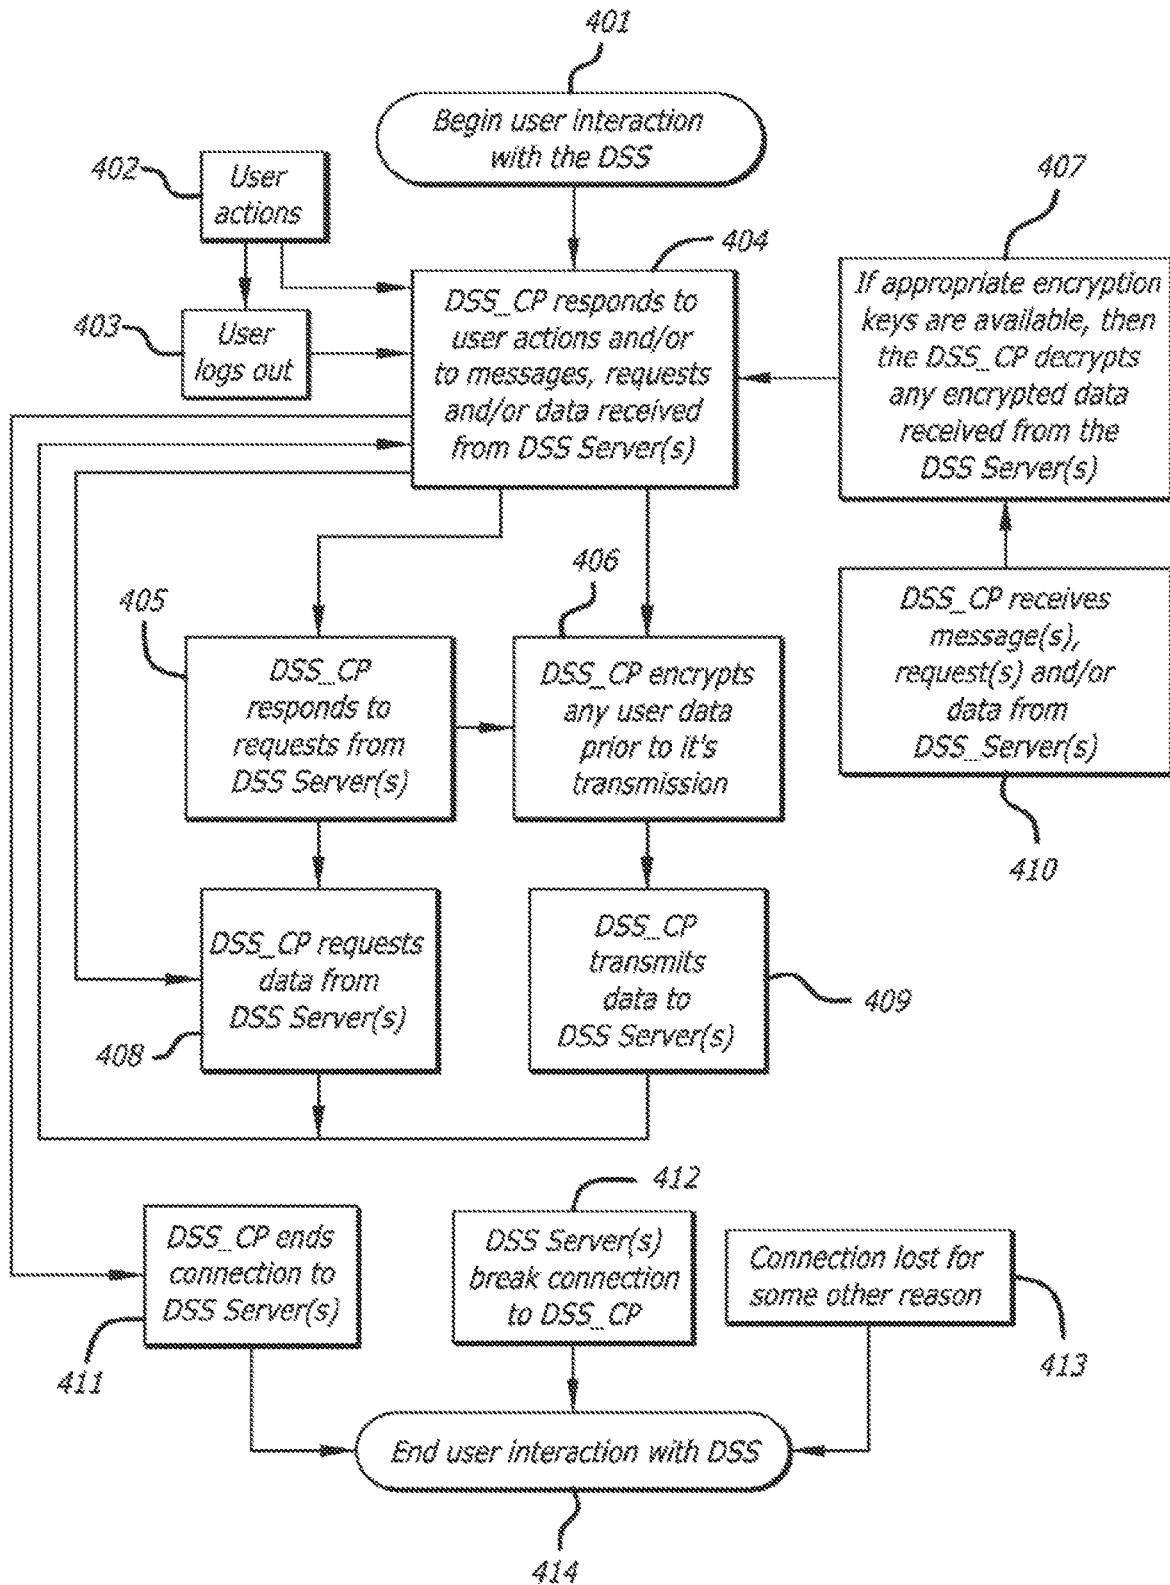 401
Begin user interaction
with the DSS
402
User
actions
403
User
logs out
404
DSS_CP responds to
user actions and/or
to messages, requests
and/or data received
from DSS Server(s)
407
If appropriate encryption
keys are available, then
the DSS_CP decrypts
any encrypted data
received from the
DSS Server(s)
405
DSS_CP
responds to
requests from
DSS Server(s)
406
DSS_CP encrypts
any user data
prior to it's
transmission
DSS_CP receives
message(s),
request(s) and/or
data from
DSS_Server(s)
410
DSS_CP requests
data from
DSS Server(s)
408
DSS_CP
transmits
data to
DSS Server(s)
409
DSS_CP ends
connection to
DSS Server(s)
411
412
DSS Server(s)
break connection
to DSS_CP
Connection lost for
some other reason
413
End user interaction with DSS
414